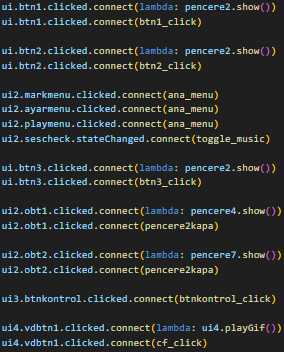 ui.btn1.clicked.connect(lambda: pencere2.show())
ui.btn1.clicked.connect(btn1_click)
ui.btn2.clicked.connect(lambda: pencere2.show())
ui.btn2.clicked.connect(btn2_click)
ui2.markmenu.clicked.connect(ana_menu)
ui2.ayarmenu.clicked.connect(ana_menu)
ui2.playmenu.clicked.connect(ana_menu)
ui2.sescheck.stateChanged.connect(toggle_music)
ui.btn3.clicked.connect(lambda: pencere2.show())
ui.btn3.clicked.connect(btn3_click)
ui2.obt1.clicked.connect(lambda: pencere4.show())
ui2.obt1.clicked.connect(pencere2kapa)
ui2.obt2.clicked.connect(lambda: pencere7.show())
ui2.obt2.clicked.connect(pencere2kapa)
ui3.btnkontrol.clicked.connect(btnkontrol_click)
ui4.vdbtn1.clicked.connect(lambda: ui4.playGif())
ui4.vdbtn1.clicked.connect(cf_click)